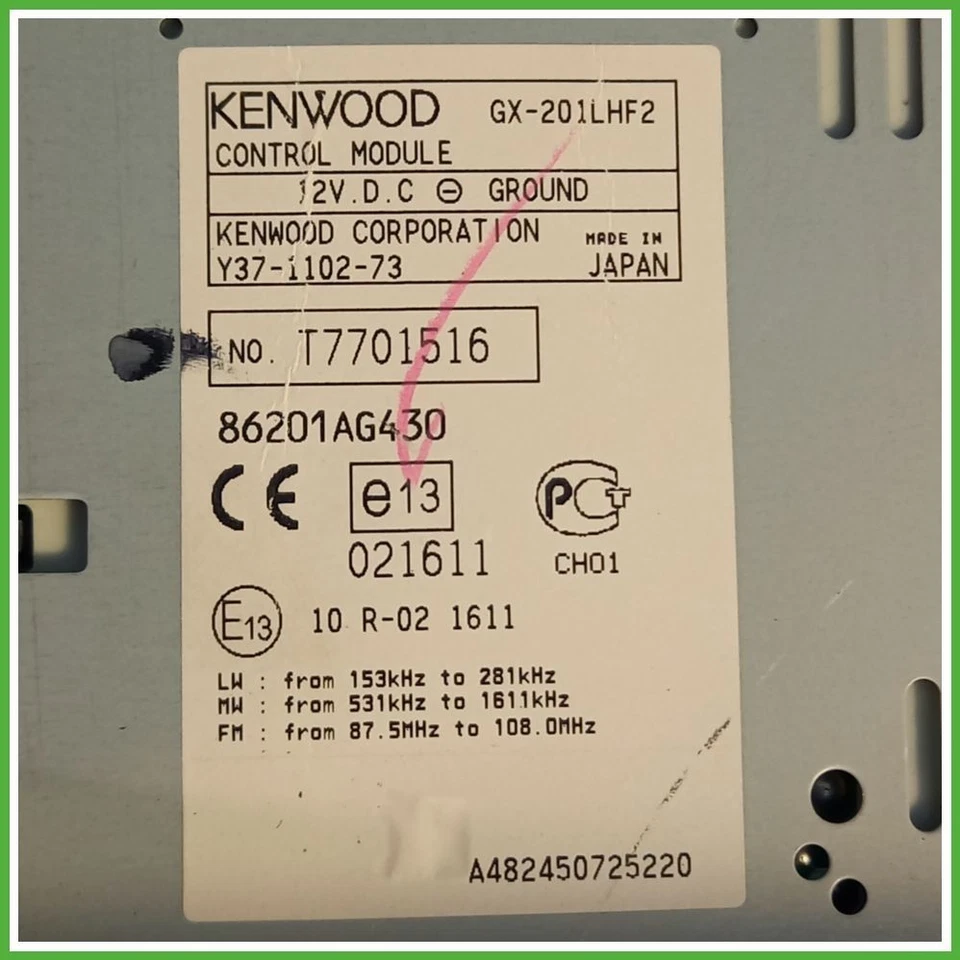 KENWOOD GX-201LHF2
CONTROL MODULE
12V.D.C ⊖ GROUND
KENWOOD CORPORATION MADE IN
Y37-1102-73 JAPAN
NO. T7701516
86201AG430
CE e13 PCT
021611 CH01
E13 10 R-02 1611
LW : from 153kHz to 281kHz
MW : from 531kHz to 1611kHz
FM : from 87.5MHz to 108.0MHz
A482450725220